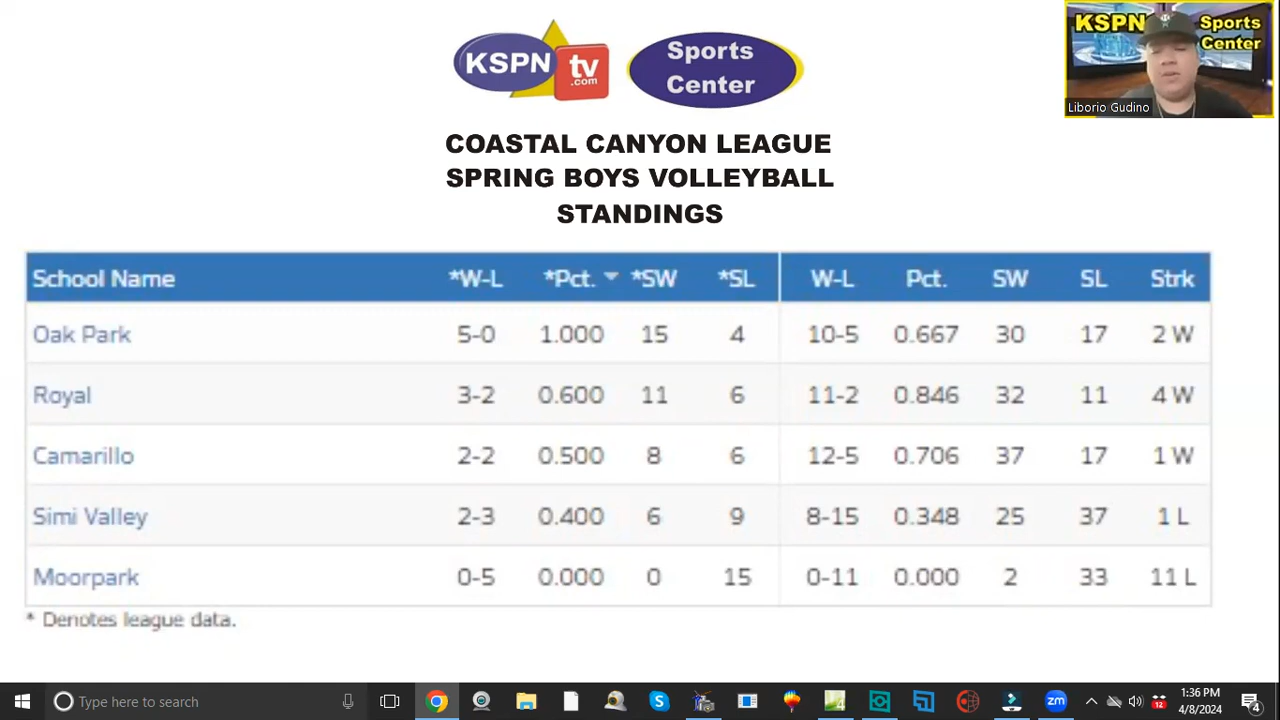 KSPN
tv
.com
Sports
Center
KSPN Sports
Center
Liborio Gudino
COASTAL CANYON LEAGUE
SPRING BOYS VOLLEYBALL
STANDINGS
School Name *W-L *Pct. *SW *SL W-L Pct. SW SL Strk
Oak Park 5-0 1.000 15 4 10-5 0.667 30 17 2 W
Royal 3-2 0.600 11 6 11-2 0.846 32 11 4 W
Camarillo 2-2 0.500 8 6 12-5 0.706 37 17 1 W
Simi Valley 2-3 0.400 6 9 8-15 0.348 25 37 1 L
Moorpark 0-5 0.000 0 15 0-11 0.000 2 33 11 L
* Denotes league data.
Type here to search
zm
12
1:36 PM
4/8/2024
4